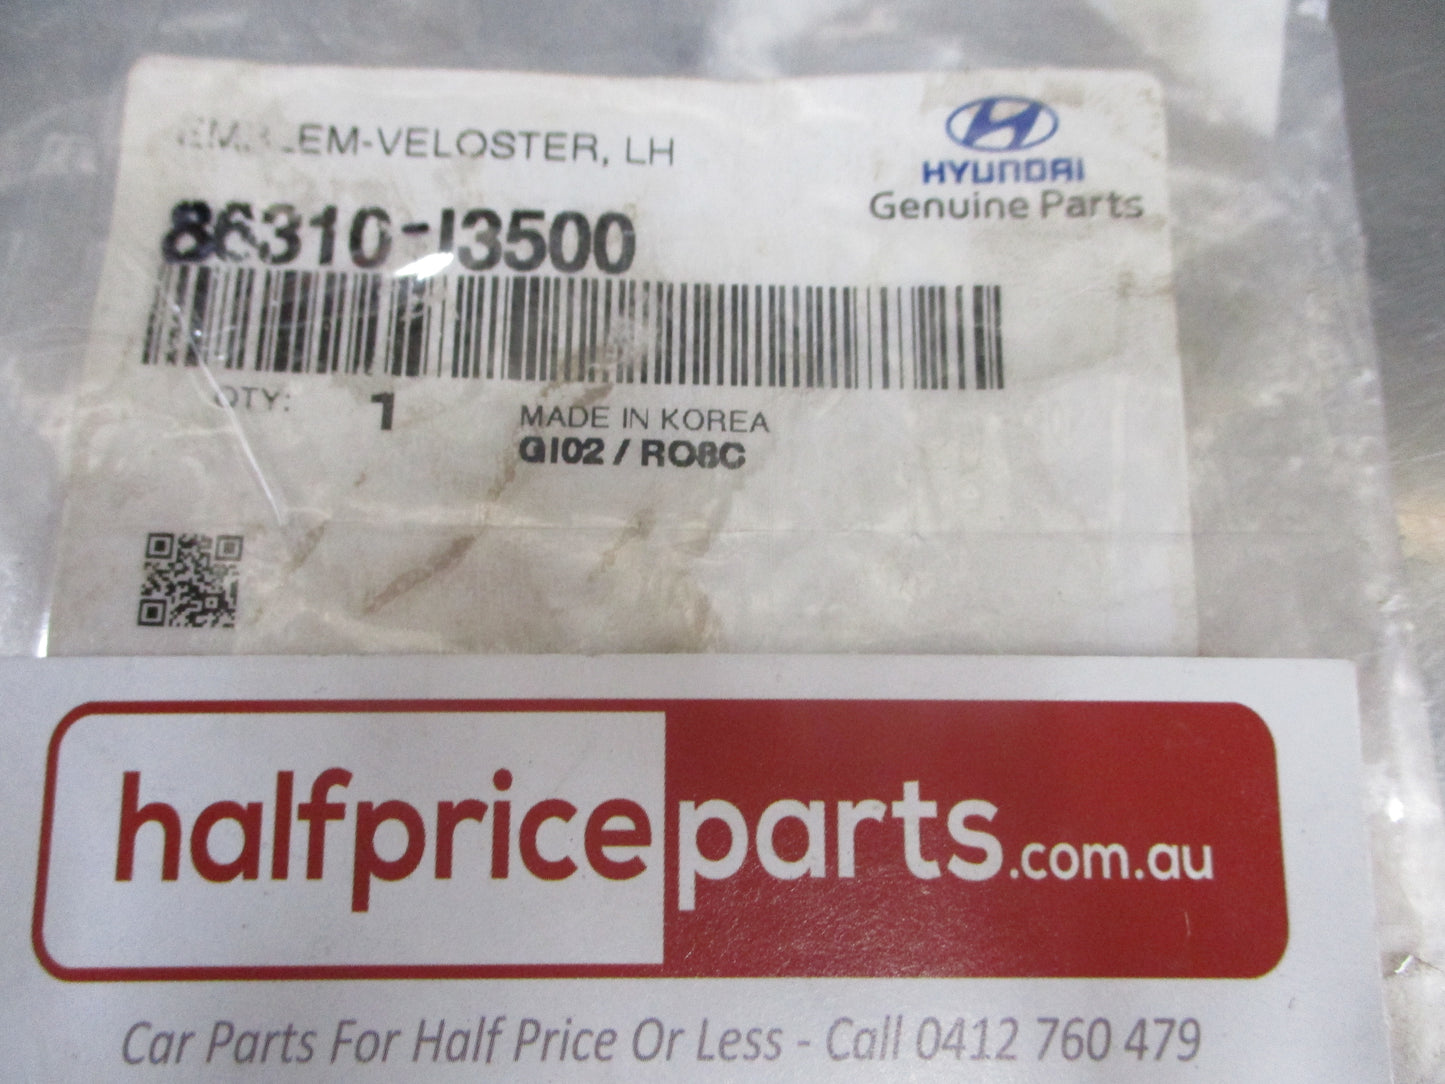 EMBLEM-VELOSTER, LH
HYUNDAI
Genuine Parts
86310-J3500
QTY: 1
MADE IN KOREA
GI02 / RO8C
halfpriceparts.com.au
Car Parts For Half Price Or Less - Call 0412 760 479